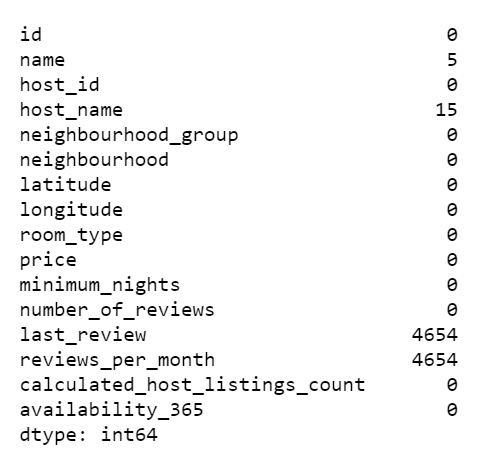 id 0
name 5
host_id 0
host_name 15
neighbourhood_group 0
neighbourhood 0
latitude 0
longitude 0
room_type 0
price 0
minimum_nights 0
number_of_reviews 0
last_review 4654
reviews_per_month 4654
calculated_host_listings_count 0
availability_365 0
dtype: int64